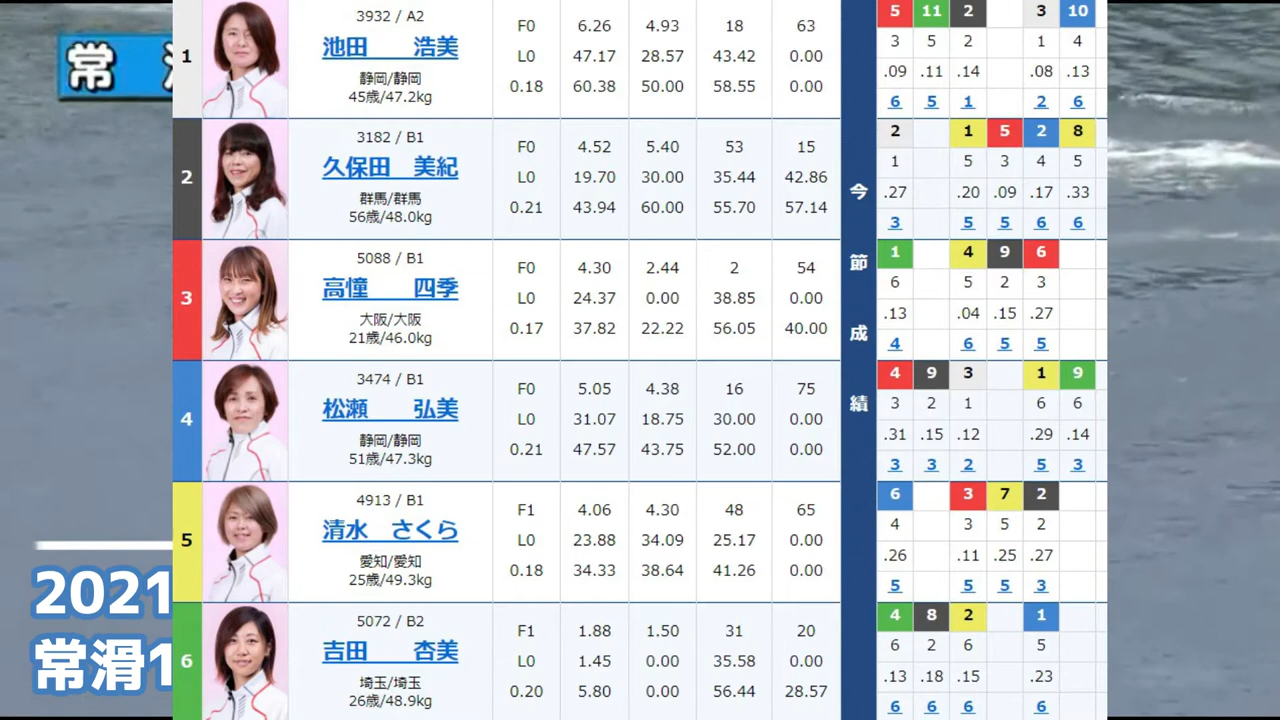 常
2021
常滑1
1
3932 / A2
池田 浩美
静岡/静岡
45歳/47.2kg
F0 6.26 4.93 18 63
L0 47.17 28.57 43.42 0.00
0.18 60.38 50.00 58.55 0.00
5 11 2 3 10
3 5 2 1 4
.09 .11 .14 .08 .13
6 5 1 2 6
2
3182 / B1
久保田 美紀
群馬/群馬
56歳/48.0kg
F0 4.52 5.40 53 15
L0 19.70 30.00 35.44 42.86
0.21 43.94 60.00 55.70 57.14
2 1 5 2 8
1 5 3 4 5
.27 .20 .09 .17 .33
3 5 5 6 6
今節成績
3
5088 / B1
高憧 四季
大阪/大阪
21歳/46.0kg
F0 4.30 2.44 2 54
L0 24.37 0.00 38.85 0.00
0.17 37.82 22.22 56.05 40.00
1 4 9 6
6 5 2 3
.13 .04 .15 .27
4 6 5 5
4
3474 / B1
松瀬 弘美
静岡/静岡
51歳/47.3kg
F0 5.05 4.38 16 75
L0 31.07 18.75 30.00 0.00
0.21 47.57 43.75 52.00 0.00
4 9 3 1 9
3 2 1 6 6
.31 .15 .12 .29 .14
3 3 2 5 3
5
4913 / B1
清水 さくら
愛知/愛知
25歳/49.3kg
F1 4.06 4.30 48 65
L0 23.88 34.09 25.17 0.00
0.18 34.33 38.64 41.26 0.00
6 3 7 2
4 3 5 2
.26 .11 .25 .27
5 5 5 3
6
5072 / B2
吉田 杏美
埼玉/埼玉
26歳/48.9kg
F1 1.88 1.50 31 20
L0 1.45 0.00 35.58 0.00
0.20 5.80 0.00 56.44 28.57
4 8 2 1
6 2 6 5
.13 .18 .15 .23
6 6 6 6